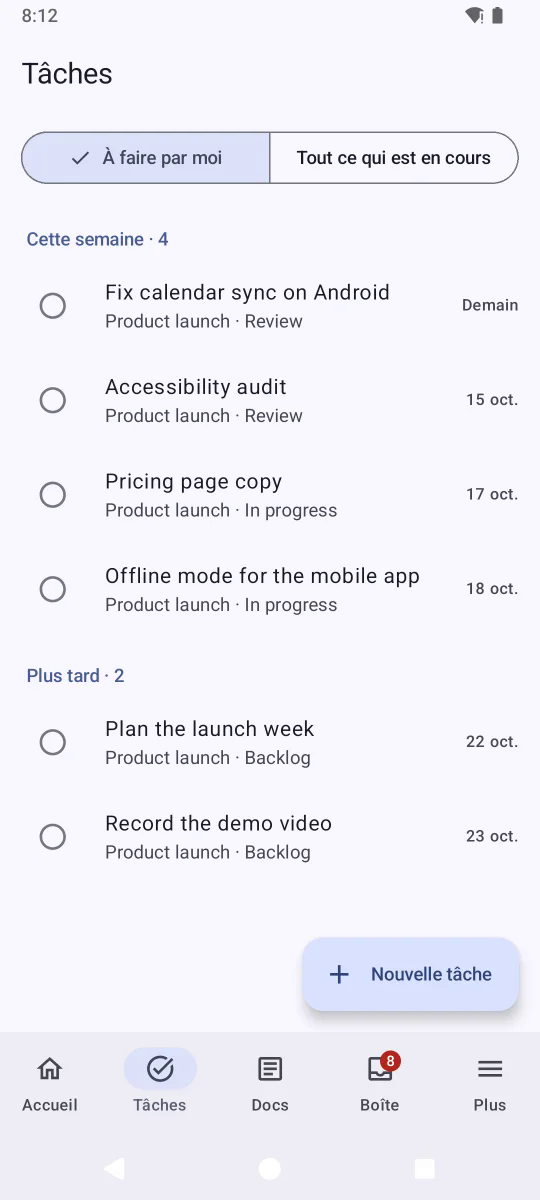 8:12
Tâches
À faire par moi
Tout ce qui est en cours
Cette semaine · 4
Fix calendar sync on Android
Product launch · Review
Demain
Accessibility audit
Product launch · Review
15 oct.
Pricing page copy
Product launch · In progress
17 oct.
Offline mode for the mobile app
Product launch · In progress
18 oct.
Plus tard · 2
Plan the launch week
Product launch · Backlog
22 oct.
Record the demo video
Product launch · Backlog
23 oct.
Nouvelle tâche
8
Accueil
Tâches
Docs
Boîte
Plus